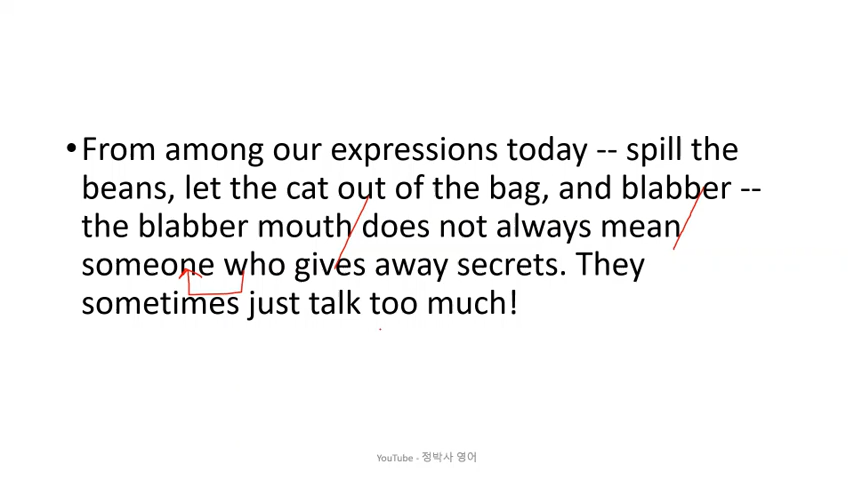 •From among our expressions today -- spill the
beans, let the cat out of the bag, and blabber --
the blabber mouth does not always mean
someone who gives away secrets. They
sometimes just talk too much!
YouTube - 정박사 영어